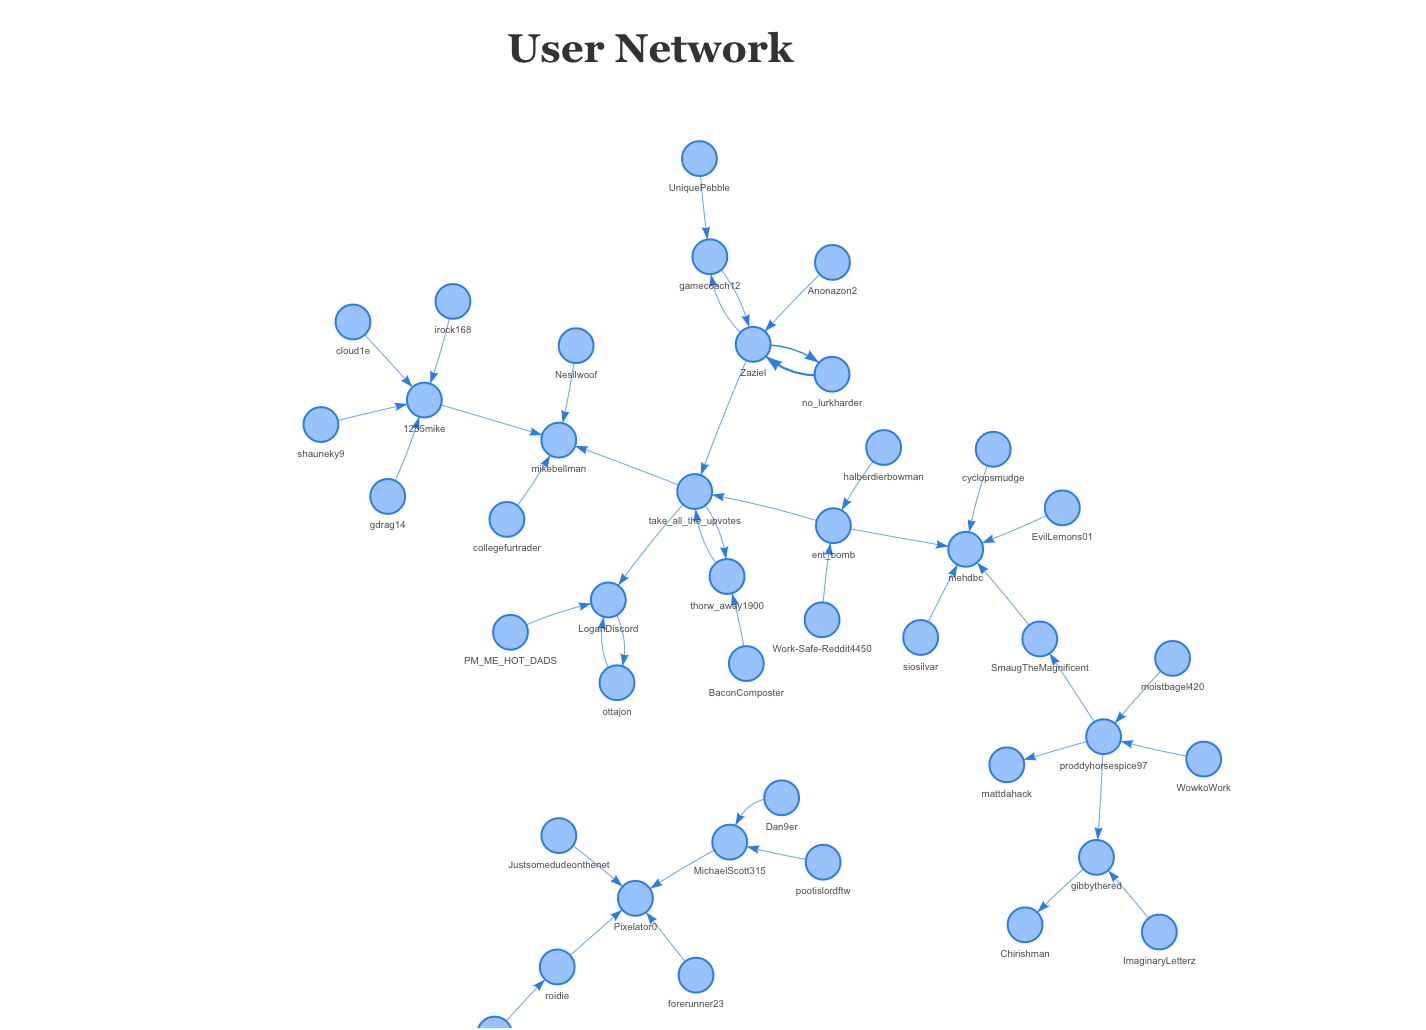 User Network
UniquePebble
gamecoach12
Anonazon2
irock168
cloud1e
Zaziel
Nesilwoof
no_lurkharder
1235mike
shauneky9
mikebellman
halberdierbowman
cyclopsmudge
take_all_the_upvotes
gdrag14
EvilLemons01
collegefurtrader
ent_bomb
mehdbc
thorw_away1900
LoganDiscord
Work-Safe-Reddit4450
PM_ME_HOT_DADS
siosilvar
SmaugTheMagnificent
moistbagel420
BaconComposter
ottajon
proddyhorsespice97
WowkoWork
mattdahack
Dan9er
Justsomedudeonthenet
MichaelScott315
pootislordftw
gibbythered
Pixelator0
Chirishman
ImaginaryLetterz
roidie
forerunner23